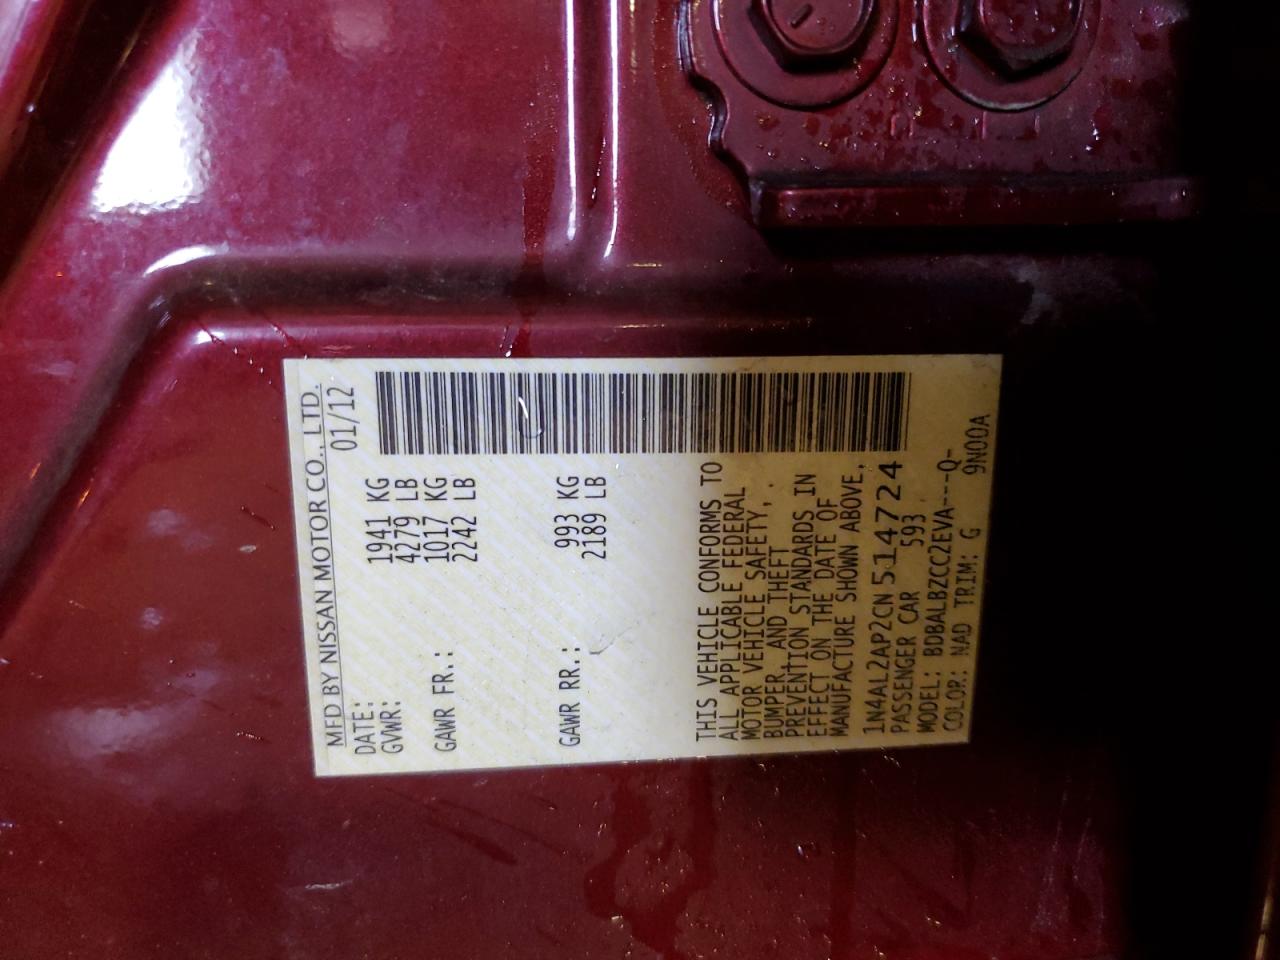 MFD BY NISSAN MOTOR CO., LTD.
DATE: 01/12
GVWR: 1941 KG
4279 LB
GAWR FR.: 1017 KG
2242 LB
GAWR RR.: 993 KG
2189 LB
THIS VEHICLE CONFORMS TO
ALL APPLICABLE FEDERAL
MOTOR VEHICLE SAFETY,
BUMPER, AND THEFT
PREVENTION STANDARDS IN
EFFECT ON THE DATE OF
MANUFACTURE SHOWN ABOVE.
1N4AL2AP2CN514724
PASSENGER CAR 593
MODEL: BDBALBZCC2EVA---Q-
COLOR: NAD TRIM: G 9N00A